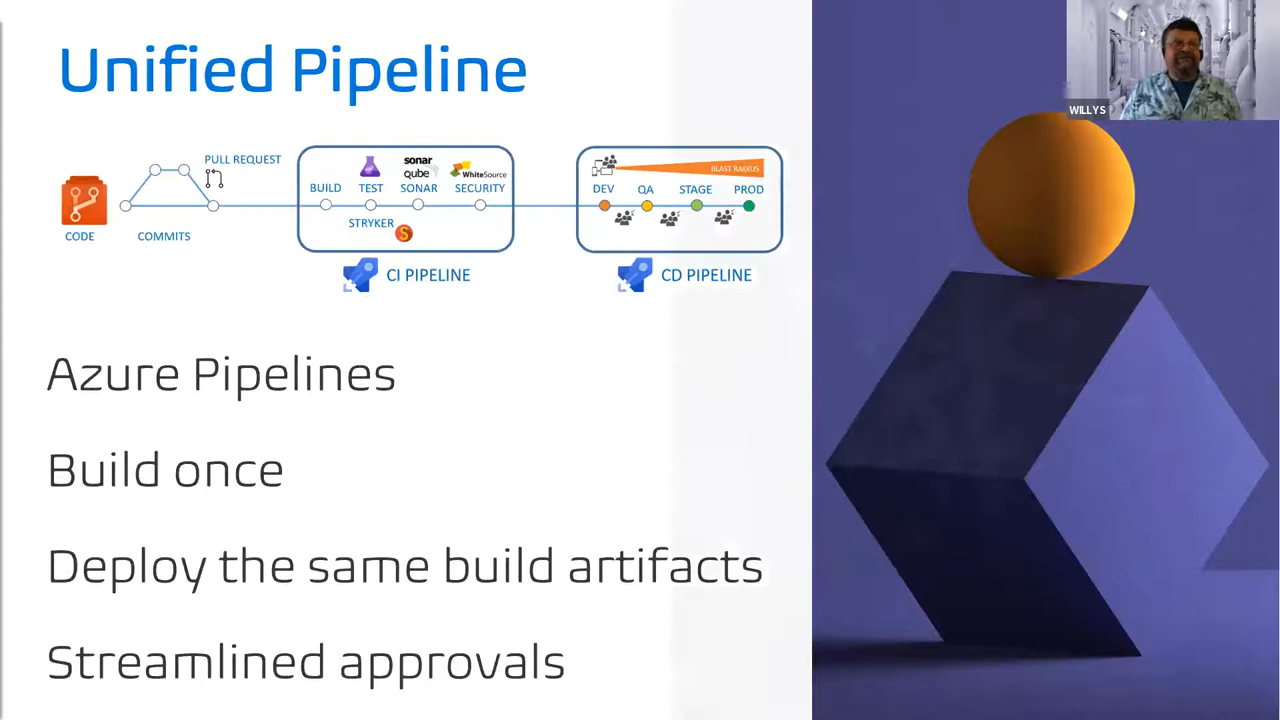 Unified Pipeline
WILLYS
PULL REQUEST
CODE
COMMITS
BUILD
TEST
sonar
qube
SONAR
WhiteSource
SECURITY
STRYKER
CI PIPELINE
BLAST RADIUS
DEV
QA
STAGE
PROD
CD PIPELINE
Azure Pipelines
Build once
Deploy the same build artifacts
Streamlined approvals